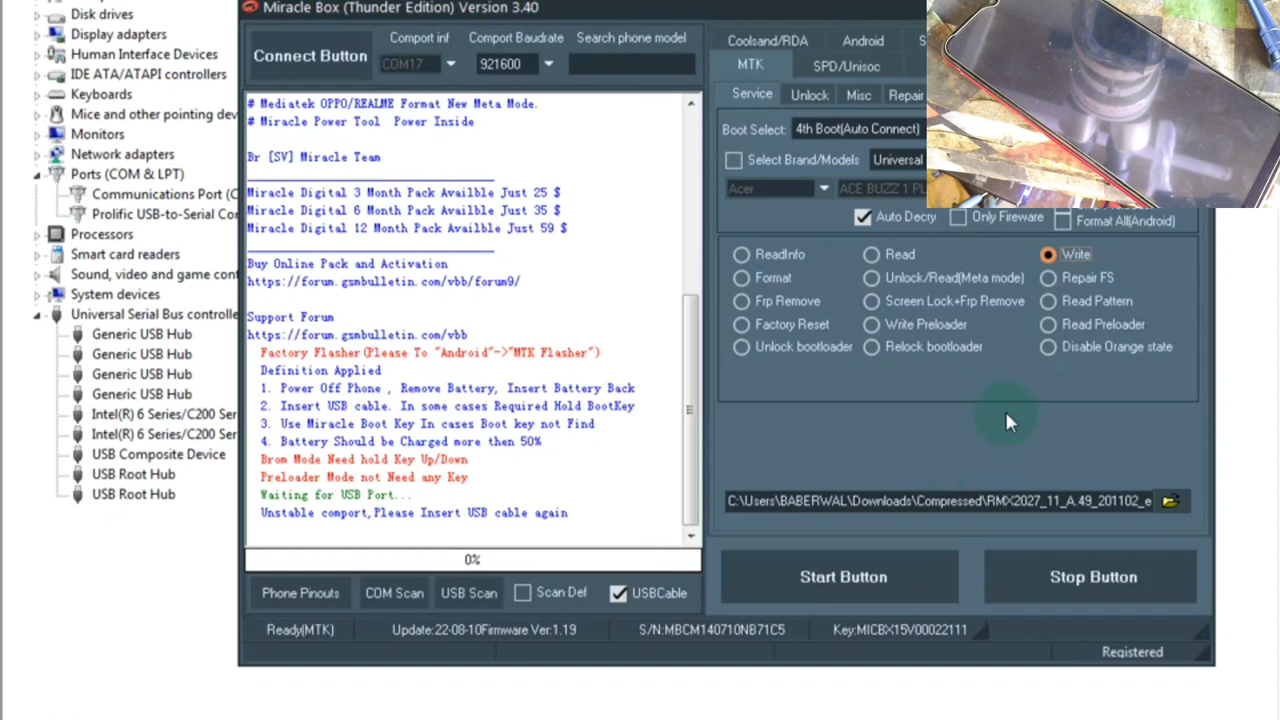 Disk drives
Display adapters
Human Interface Devices
IDE ATA/ATAPI controllers
Keyboards
Mice and other pointing dev
Monitors
Network adapters
Ports (COM & LPT)
Communications Port (C
Prolific USB-to-Serial Co
Processors
Smart card readers
Sound, video and game cont
System devices
Universal Serial Bus controlle
Generic USB Hub
Generic USB Hub
Generic USB Hub
Generic USB Hub
Intel(R) 6 Series/C200 Ser
Intel(R) 6 Series/C200 Ser
USB Composite Device
USB Root Hub
USB Root Hub
Miracle Box (Thunder Edition) Version 3.40
Connect Button
Comport inf
Comport Baudrate
Search phone model
COM17
921600
# Mediatek OPPO/REALME Format New Meta Mode.
# Miracle Power Tool Power Inside
Br [SV] Miracle Team
Miracle Digital 3 Month Pack Availble Just 25 $
Miracle Digital 6 Month Pack Availble Just 35 $
Miracle Digital 12 Month Pack Availble Just 59 $
Buy Online Pack and Activation
https://forum.gsmbulletin.com/vbb/forum9/
Support Forum
https://forum.gsmbulletin.com/vbb
Factory Flasher(Please To "Android"->"MTK Flasher")
Definition Applied
1. Power Off Phone , Remove Battery, Insert Battery Back
2. Insert USB cable. In some cases Required Hold BootKey
3. Use Miracle Boot Key In cases Boot key not Find
4. Battery Should be Charged more then 50%
Brom Mode Need hold Key Up/Down
Preloader Mode not Need any Key
Waiting for USB Port...
Unstable comport,Please Insert USB cable again
0%
Phone Pinouts
COM Scan
USB Scan
Scan Def
USBCable
Coolsand/RDA
Android
S
MTK
SPD/Unisoc
Service
Unlock
Misc
Repair
Boot Select:
4th Boot(Auto Connect)
Select Brand/Models
Universal
Acer
ACE BUZZ 1 PL
Auto Decry
Only Fireware
Format All(Android)
ReadInfo
Read
Write
Format
Unlock/Read(Meta mode)
Repair FS
Frp Remove
Screen Lock+Frp Remove
Read Pattern
Factory Reset
Write Preloader
Read Preloader
Unlock bootloader
Relock bootloader
Disable Orange state
C:\Users\BABERWAL\Downloads\Compressed\RMX2027_11_A.49_201102_e
Start Button
Stop Button
Ready(MTK)
Update:22-08-10Firmware Ver:1.19
S/N:MBCM140710NB71C5
Key:MICBX15V00022111
Registered